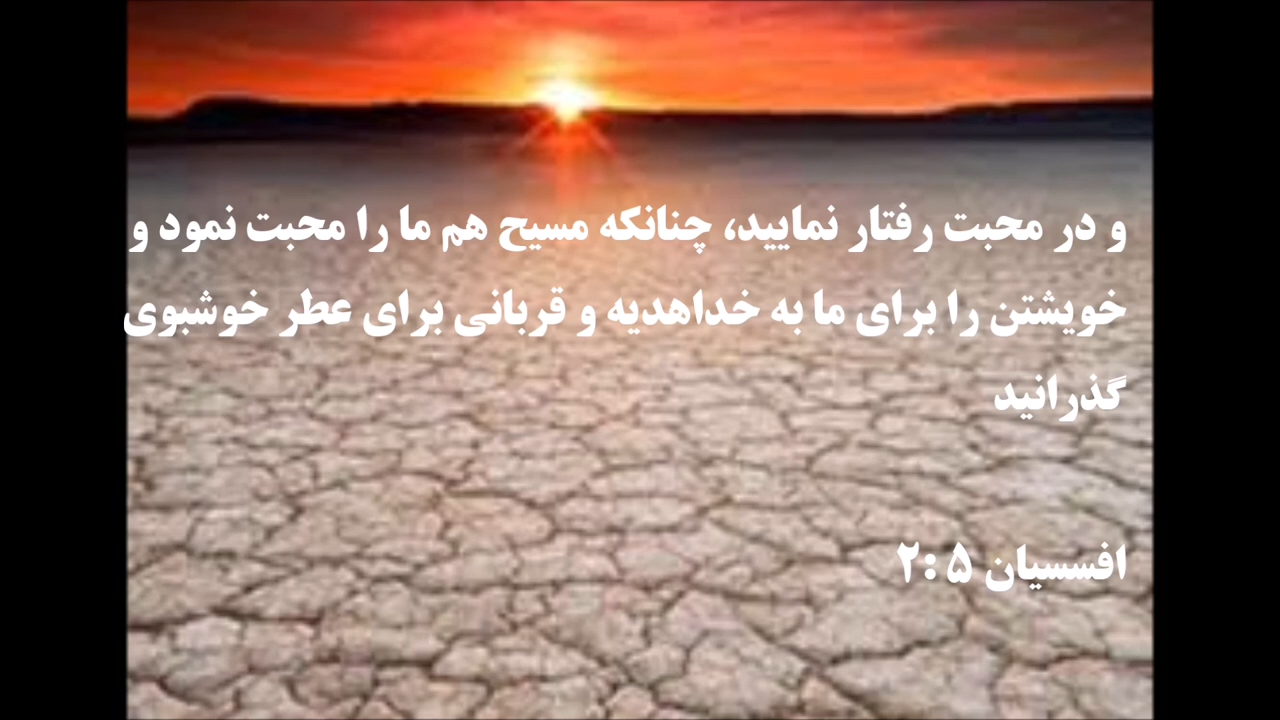 و در محبت رفتار نمایید، چنانکه مسیح هم ما را محبت نمود و
خویشتن را برای ما به خداهدیه و قربانی برای عطر خوشبوی
گذرانید
افسسیان ۵ :۲